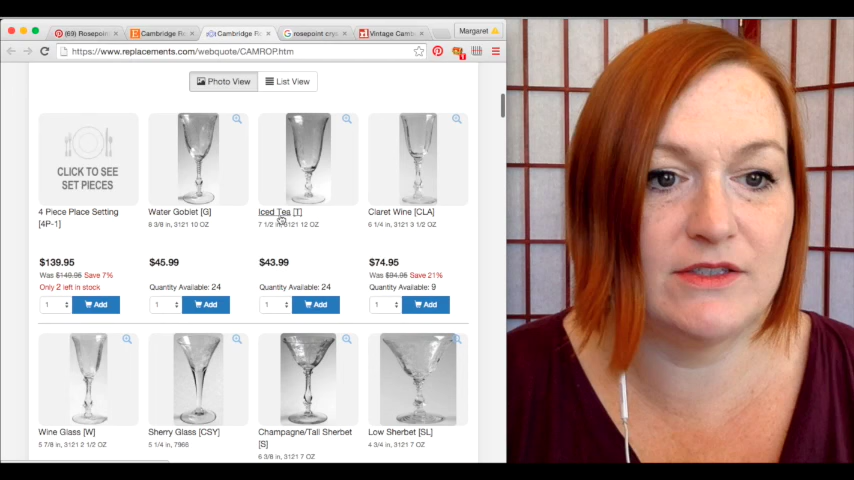 (69) Rosepoin
Cambridge Ro
Cambridge Ro
rosepoint crys
Vintage Camb
Margaret
https://www.replacements.com/webquote/CAMROP.htm
1
Photo View
List View
CLICK TO SEE
SET PIECES
4 Piece Place Setting
[4P-1]
$139.95
Was $149.95 Save 7%
Only 2 left in stock
1
Add
Water Goblet [G]
8 3/8 in, 3121 10 OZ
$45.99
Quantity Available: 24
1
Add
Iced Tea [T]
7 1/2 in, 3121 12 OZ
$43.99
Quantity Available: 24
1
Add
Claret Wine [CLA]
6 1/4 in, 3121 3 1/2 OZ
$74.95
Was $94.95 Save 21%
Quantity Available: 9
1
Add
Wine Glass [W]
5 7/8 in, 3121 2 1/2 OZ
Sherry Glass [CSY]
5 1/4 in, 7966
Champagne/Tall Sherbet
[S]
6 3/8 in, 3121 7 OZ
Low Sherbet [SL]
4 3/4 in, 3121 7 OZ